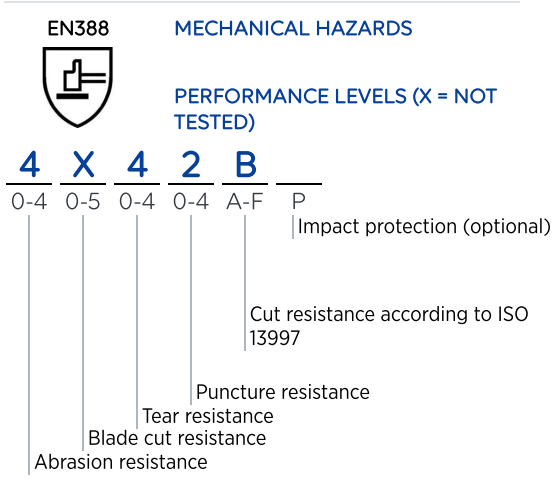 EN388
MECHANICAL HAZARDS
PERFORMANCE LEVELS (X = NOT
TESTED)
4 X 4 2 B
0-4 0-5 0-4 0-4 A-F P
Impact protection (optional)
Cut resistance according to ISO
13997
Puncture resistance
Tear resistance
Blade cut resistance
Abrasion resistance